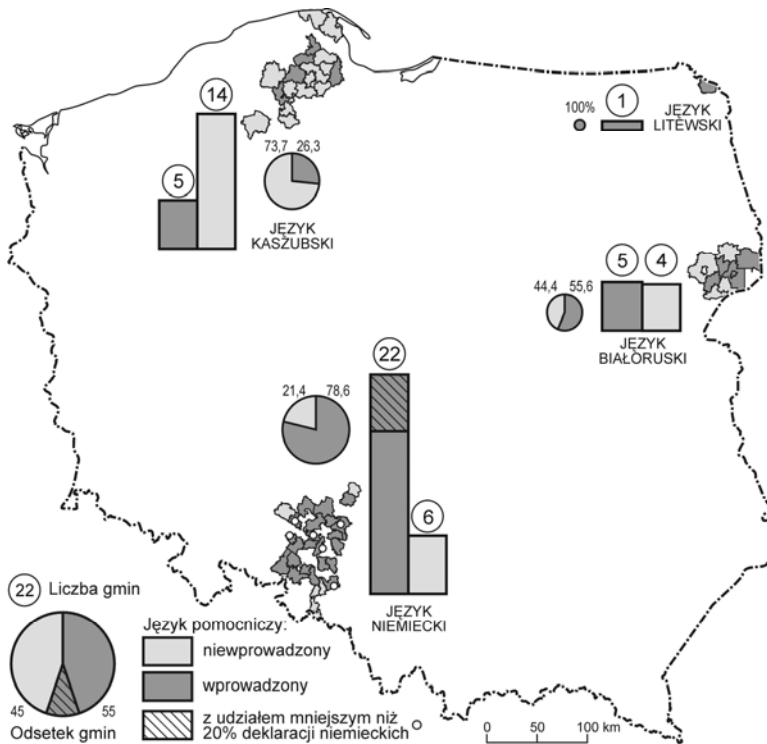 14
5
73,7 26,3
JĘZYK
KASZUBSKI
100%
1
JĘZYK
LITEWSKI
5
4
44,4 55,6
JĘZYK
BIAŁORUSKI
22
21,4 78,6
6
JĘZYK
NIEMIECKI
22 Liczba gmin
45 55
Odsetek gmin
Język pomocniczy:
niewprowadzony
wprowadzony
z udziałem mniejszym niż
20% deklaracji niemieckich
0 50 100 km